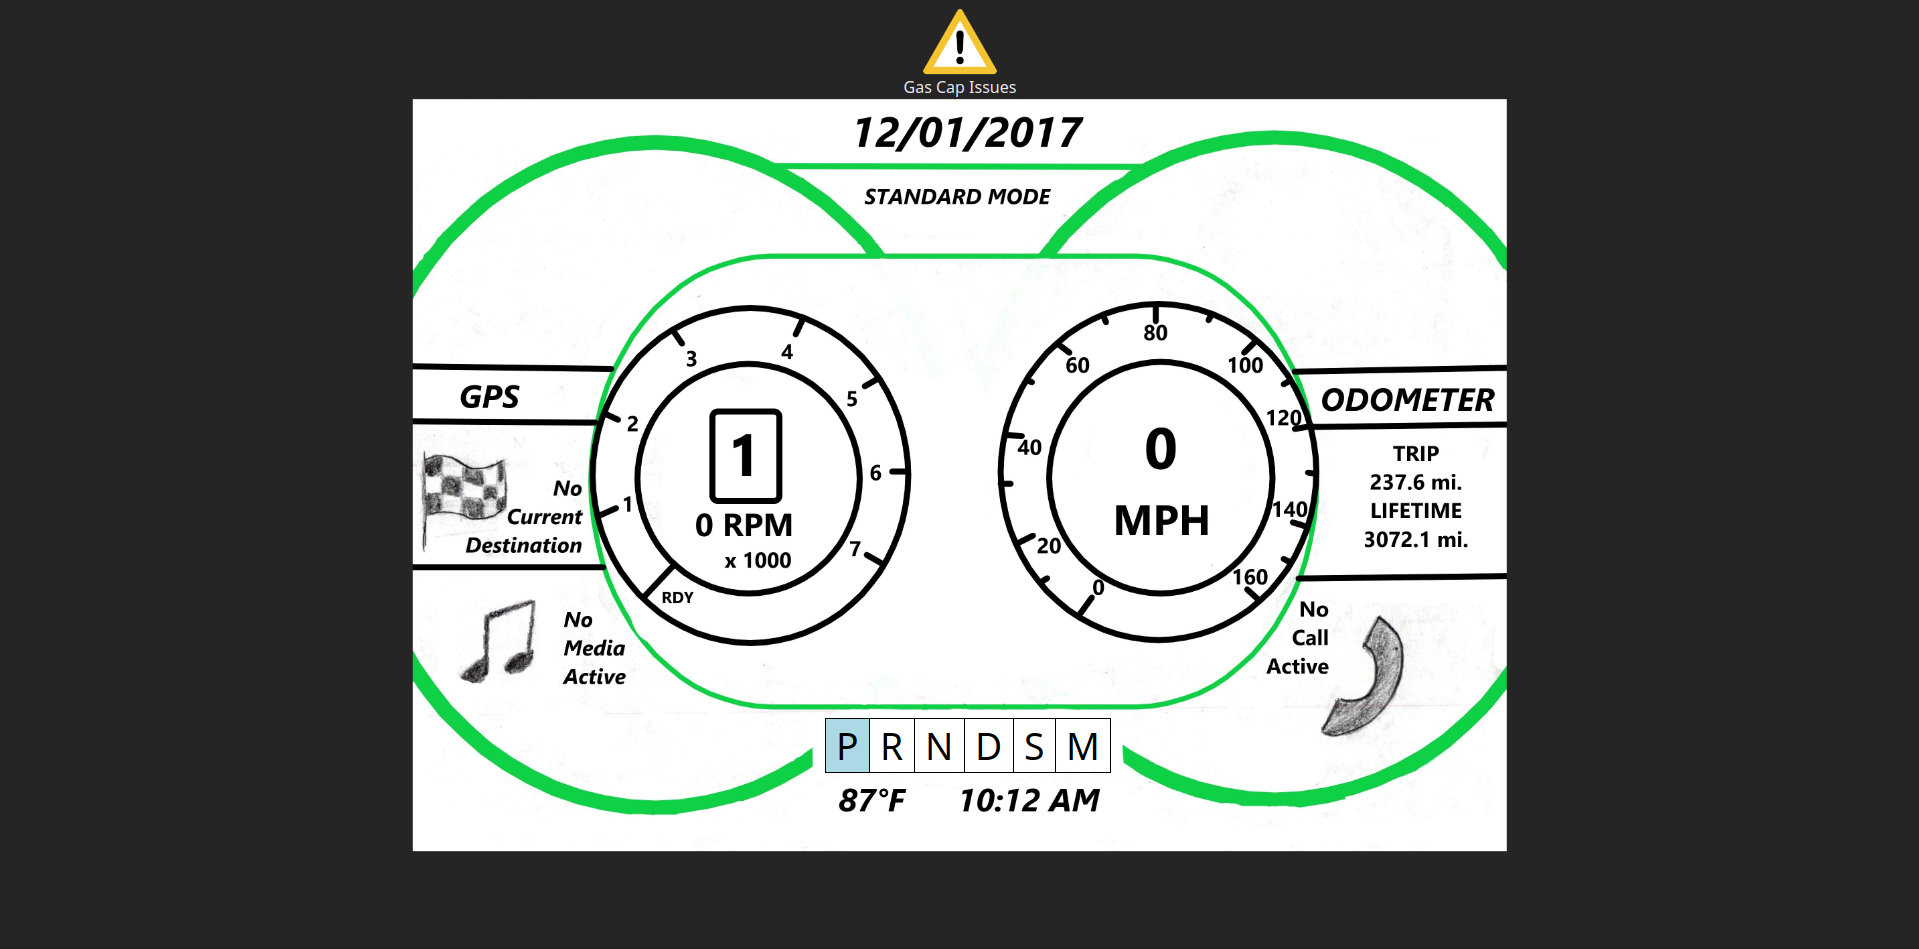 Gas Cap Issues
12/01/2017
STANDARD MODE
GPS
No
Current
Destination
No
Media
Active
1
2
3
4
5
6
7
RDY
1
0 RPM
x 1000
0
20
40
60
80
100
120
140
160
0
MPH
ODOMETER
TRIP
237.6 mi.
LIFETIME
3072.1 mi.
No
Call
Active
P R N D S M
87°F 10:12 AM